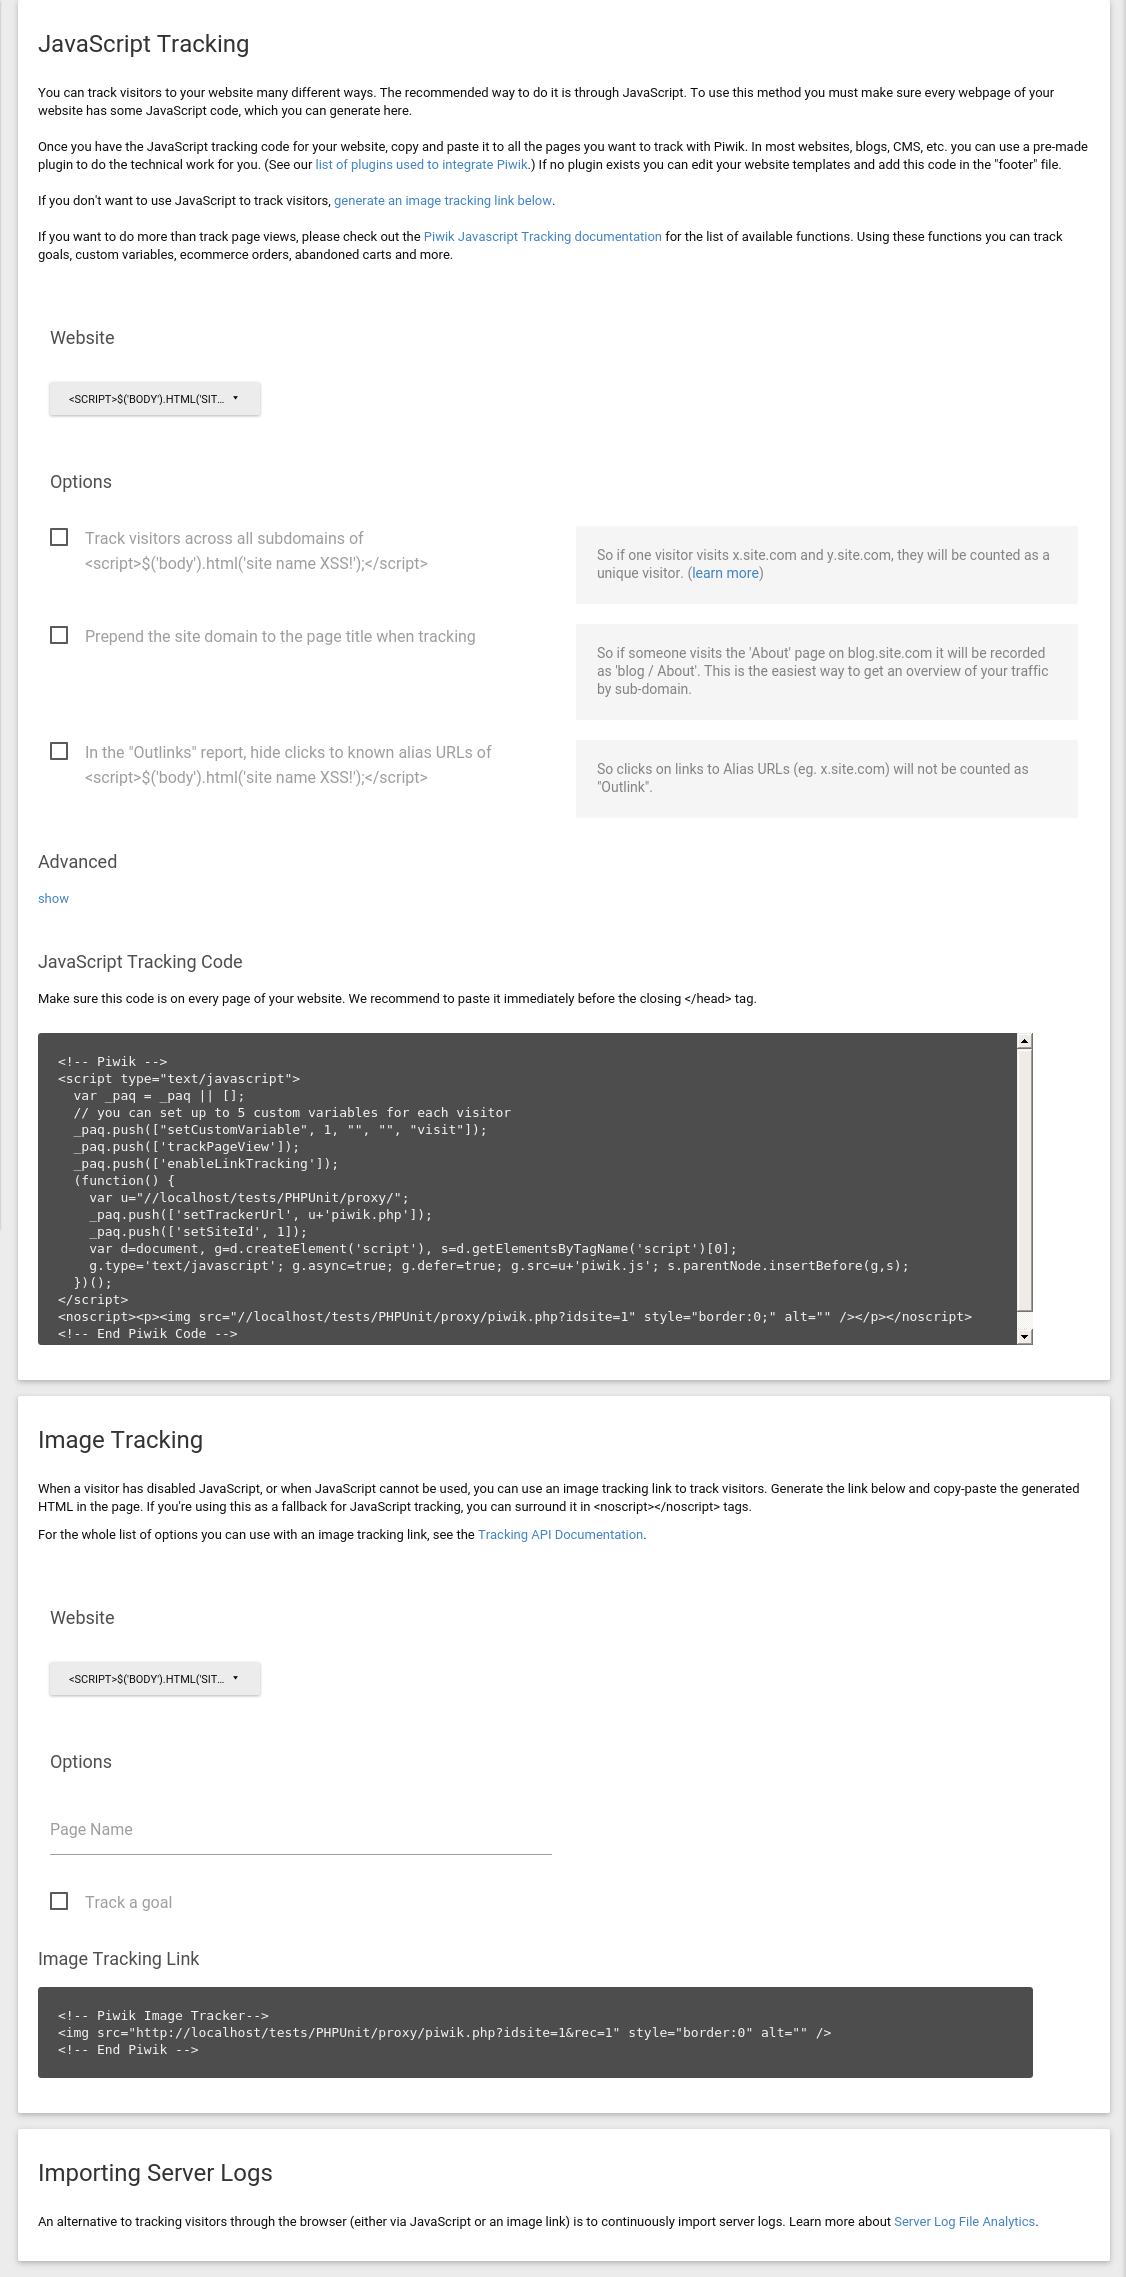 JavaScript Tracking
You can track visitors to your website many different ways. The recommended way to do it is through JavaScript. To use this method you must make sure every webpage of your
website has some JavaScript code, which you can generate here.
Once you have the JavaScript tracking code for your website, copy and paste it to all the pages you want to track with Piwik. In most websites, blogs, CMS, etc. you can use a pre-made
plugin to do the technical work for you. (See our list of plugins used to integrate Piwik.) If no plugin exists you can edit your website templates and add this code in the "footer" file.
If you don't want to use JavaScript to track visitors, generate an image tracking link below.
If you want to do more than track page views, please check out the Piwik Javascript Tracking documentation for the list of available functions. Using these functions you can track
goals, custom variables, ecommerce orders, abandoned carts and more.
Website
<SCRIPT>$('BODY').HTML('SIT...
Options
Track visitors across all subdomains of
<script>$('body').html('site name XSS!');</script>
So if one visitor visits x.site.com and y.site.com, they will be counted as a
unique visitor. (learn more)
Prepend the site domain to the page title when tracking
So if someone visits the 'About' page on blog.site.com it will be recorded
as 'blog / About'. This is the easiest way to get an overview of your traffic
by sub-domain.
In the "Outlinks" report, hide clicks to known alias URLs of
<script>$('body').html('site name XSS!');</script>
So clicks on links to Alias URLs (eg. x.site.com) will not be counted as
"Outlink".
Advanced
show
JavaScript Tracking Code
Make sure this code is on every page of your website. We recommend to paste it immediately before the closing </head> tag.
<!-- Piwik -->
<script type="text/javascript">
  var _paq = _paq || [];
  // you can set up to 5 custom variables for each visitor
  _paq.push(["setCustomVariable", 1, "", "", "visit"]);
  _paq.push(['trackPageView']);
  _paq.push(['enableLinkTracking']);
  (function() {
    var u="//localhost/tests/PHPUnit/proxy/";
    _paq.push(['setTrackerUrl', u+'piwik.php']);
    _paq.push(['setSiteId', 1]);
    var d=document, g=d.createElement('script'), s=d.getElementsByTagName('script')[0];
    g.type='text/javascript'; g.async=true; g.defer=true; g.src=u+'piwik.js'; s.parentNode.insertBefore(g,s);
  })();
</script>
<noscript><p><img src="//localhost/tests/PHPUnit/proxy/piwik.php?idsite=1" style="border:0;" alt="" /></p></noscript>
<!-- End Piwik Code -->
Image Tracking
When a visitor has disabled JavaScript, or when JavaScript cannot be used, you can use an image tracking link to track visitors. Generate the link below and copy-paste the generated
HTML in the page. If you're using this as a fallback for JavaScript tracking, you can surround it in <noscript></noscript> tags.
For the whole list of options you can use with an image tracking link, see the Tracking API Documentation.
Website
<SCRIPT>$('BODY').HTML('SIT...
Options
Page Name
Track a goal
Image Tracking Link
<!-- Piwik Image Tracker-->
<img src="http://localhost/tests/PHPUnit/proxy/piwik.php?idsite=1&rec=1" style="border:0" alt="" />
<!-- End Piwik -->
Importing Server Logs
An alternative to tracking visitors through the browser (either via JavaScript or an image link) is to continuously import server logs. Learn more about Server Log File Analytics.